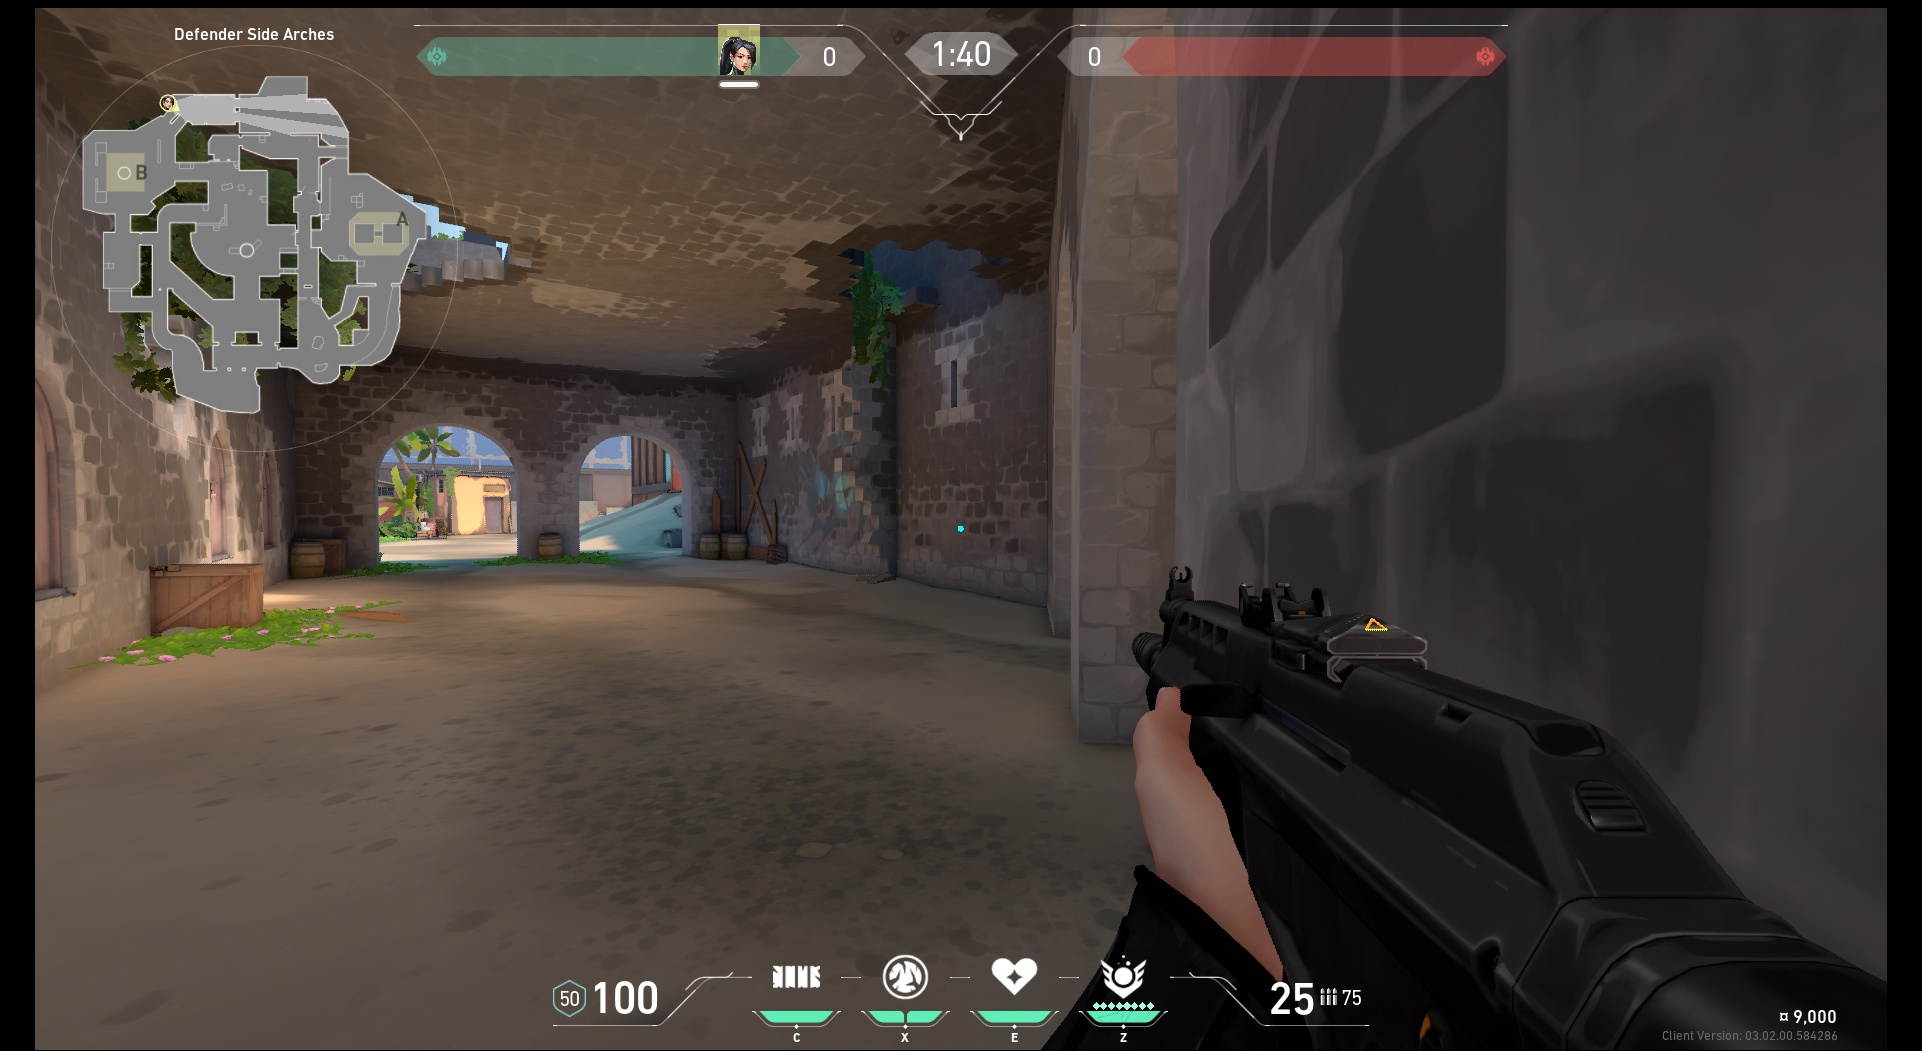 Defender Side Arches
0
1:40
0
B
A
50 100
25 75
C X E Z
¤ 9,000
Client Version: 03.02.00.584286